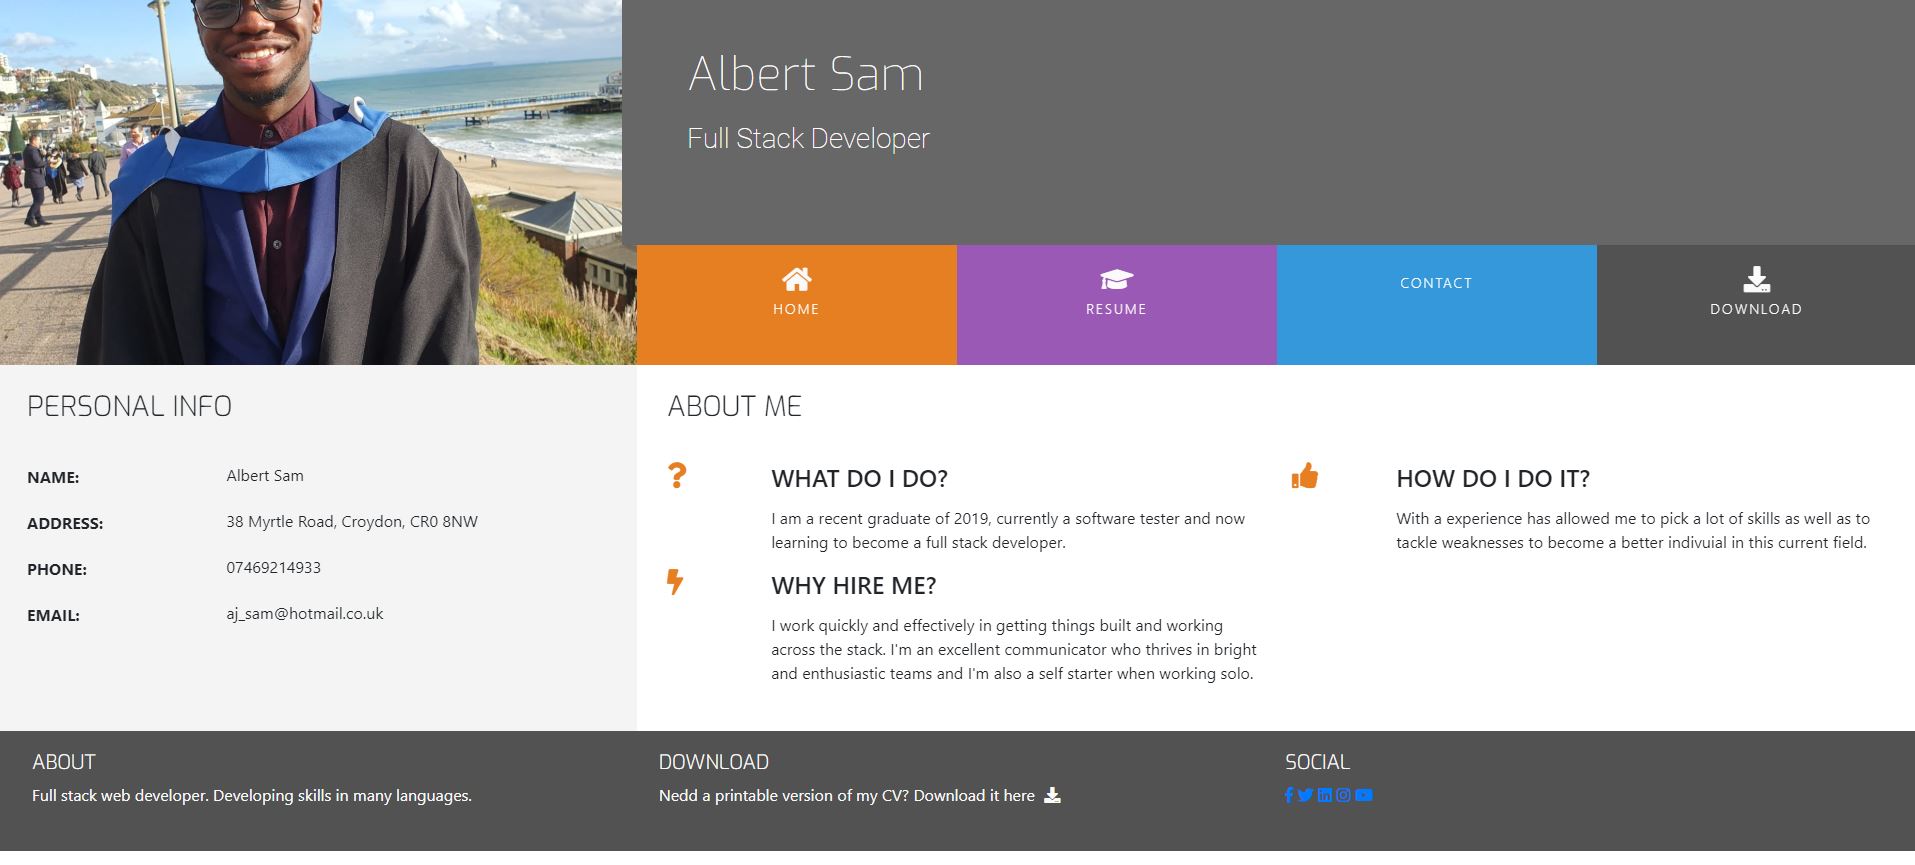 Albert Sam
Full Stack Developer
HOME
RESUME
CONTACT
DOWNLOAD
PERSONAL INFO
NAME: Albert Sam
ADDRESS: 38 Myrtle Road, Croydon, CR0 8NW
PHONE: 07469214933
EMAIL: aj_sam@hotmail.co.uk
ABOUT ME
WHAT DO I DO?
I am a recent graduate of 2019, currently a software tester and now
learning to become a full stack developer.
HOW DO I DO IT?
With a experience has allowed me to pick a lot of skills as well as to
tackle weaknesses to become a better indivuial in this current field.
WHY HIRE ME?
I work quickly and effectively in getting things built and working
across the stack. I'm an excellent communicator who thrives in bright
and enthusiastic teams and I'm also a self starter when working solo.
ABOUT
Full stack web developer. Developing skills in many languages.
DOWNLOAD
Nedd a printable version of my CV? Download it here
SOCIAL